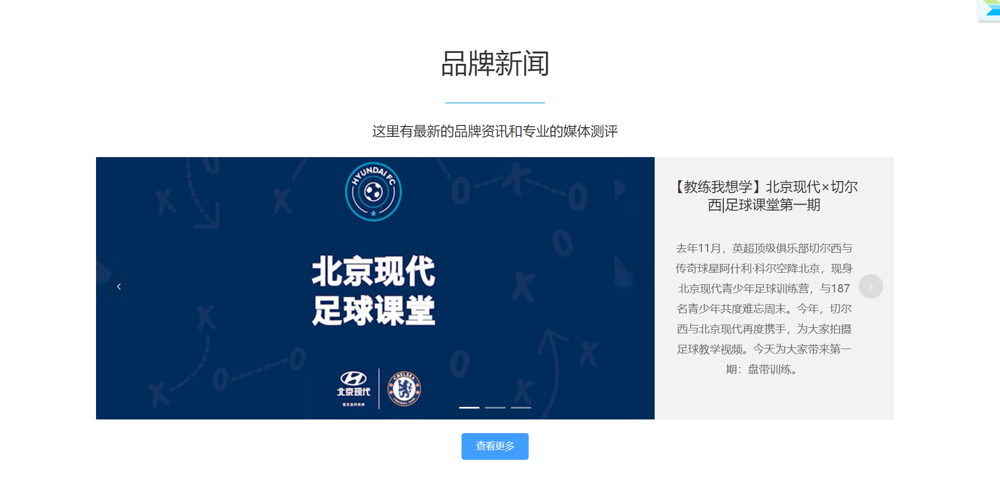 品牌新闻
这里有最新的品牌资讯和专业的媒体测评
HYUNDAI FC
北京现代
足球课堂
北京现代
官方合作伙伴
CHELSEA
FOOTBALL CLUB
【教练我想学】北京现代×切尔
西|足球课堂第一期
去年11月，英超顶级俱乐部切尔西与
传奇球星阿什利·科尔空降北京，现身
北京现代青少年足球训练营，与187
名青少年共度难忘周末。今年，切尔
西与北京现代再度携手，为大家拍摄
足球教学视频。今天为大家带来第一
期：盘带训练。
查看更多